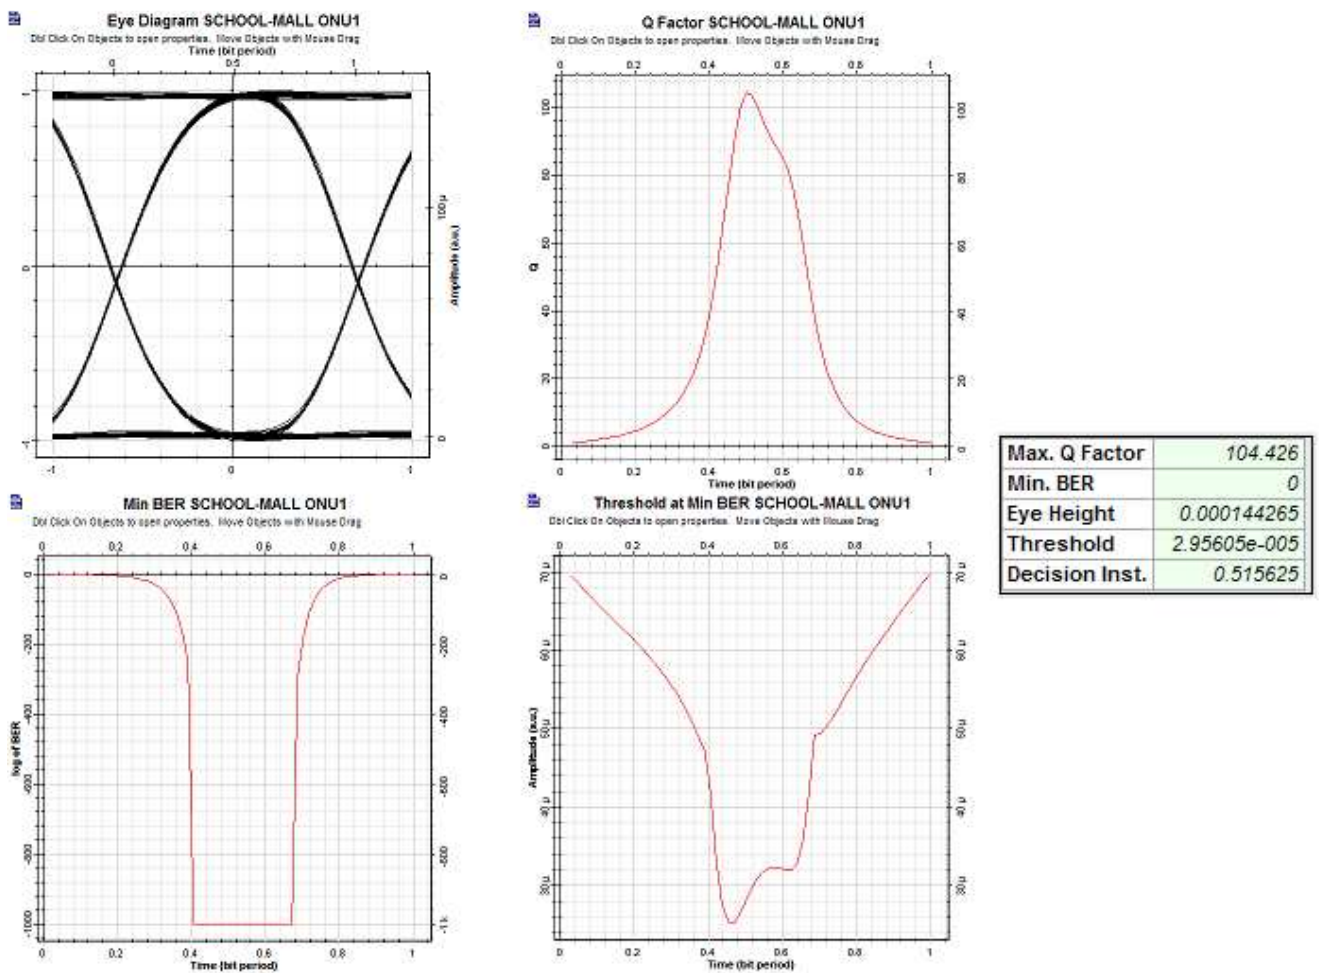 Eye Diagram SCHOOL-MALL ONU1
Dbl Click On Objects to open properties. Move Objects with Mouse Drag
Time (bit period)
0 0.5 1
1
0
-1
100 µ
0
Amplitude (a.u.)
-1 0 1
Q Factor SCHOOL-MALL ONU1
Dbl Click On Objects to open properties. Move Objects with Mouse Drag
0 0.2 0.4 0.6 0.8 1
100
80
60
40
20
0
Q
100
80
60
40
20
0
0 0.2 0.4 0.6 0.8 1
Time (bit period)
Min BER SCHOOL-MALL ONU1
Dbl Click On Objects to open properties. Move Objects with Mouse Drag
0 0.2 0.4 0.6 0.8 1
0
-200
-400
-600
-800
-1000
log of BER
0
-200
-400
-600
-800
-1k
0 0.2 0.4 0.6 0.8 1
Time (bit period)
Threshold at Min BER SCHOOL-MALL ONU1
Dbl Click On Objects to open properties. Move Objects with Mouse Drag
0 0.2 0.4 0.6 0.8 1
70 µ
60 µ
50 µ
40 µ
30 µ
Amplitude (a.u.)
70 µ
60 µ
50 µ
40 µ
30 µ
0 0.2 0.4 0.6 0.8 1
Time (bit period)
Max. Q Factor 104.426
Min. BER 0
Eye Height 0.000144265
Threshold 2.95605e-005
Decision Inst. 0.515625